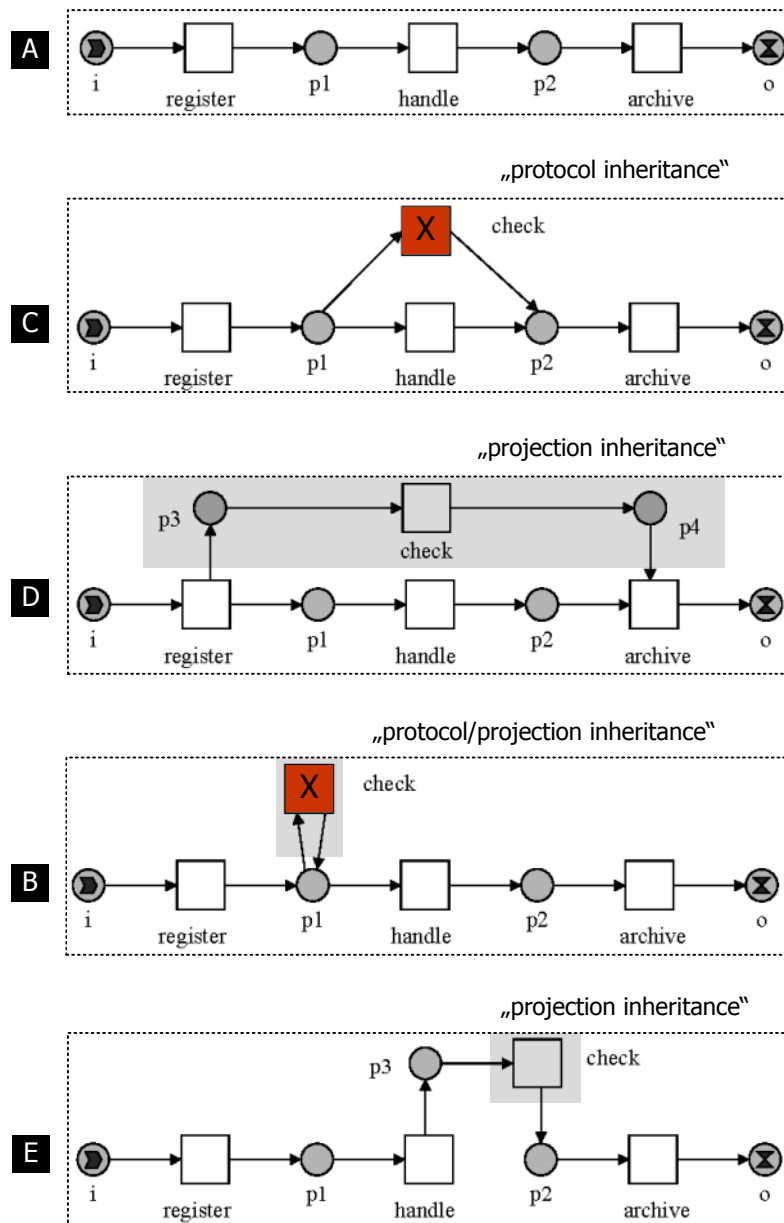 A
i
register
p1
handle
p2
archive
o
„protocol inheritance“
X
check
C
i
register
p1
handle
p2
archive
o
„projection inheritance“
p3
check
p4
D
i
register
p1
handle
p2
archive
o
„protocol/projection inheritance“
X
check
B
i
register
p1
handle
p2
archive
o
„projection inheritance“
p3
check
E
i
register
p1
handle
p2
archive
o